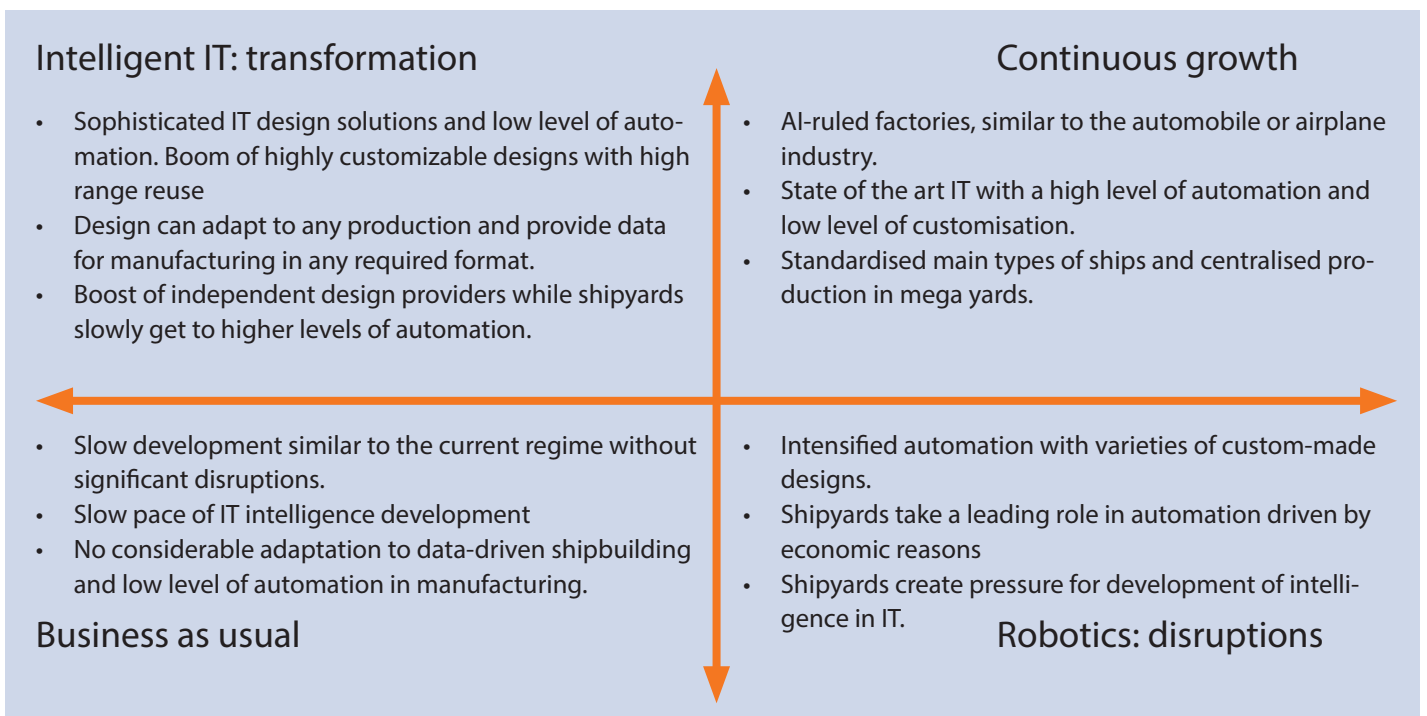 Intelligent IT: transformation
• Sophisticated IT design solutions and low level of auto-
mation. Boom of highly customizable designs with high
range reuse
• Design can adapt to any production and provide data
for manufacturing in any required format.
• Boost of independent design providers while shipyards
slowly get to higher levels of automation.
Continuous growth
• AI-ruled factories, similar to the automobile or airplane
industry.
• State of the art IT with a high level of automation and
low level of customisation.
• Standardised main types of ships and centralised pro-
duction in mega yards.
• Slow development similar to the current regime without
significant disruptions.
• Slow pace of IT intelligence development
• No considerable adaptation to data-driven shipbuilding
and low level of automation in manufacturing.
Business as usual
• Intensified automation with varieties of custom-made
designs.
• Shipyards take a leading role in automation driven by
economic reasons
• Shipyards create pressure for development of intelli-
gence in IT.
Robotics: disruptions